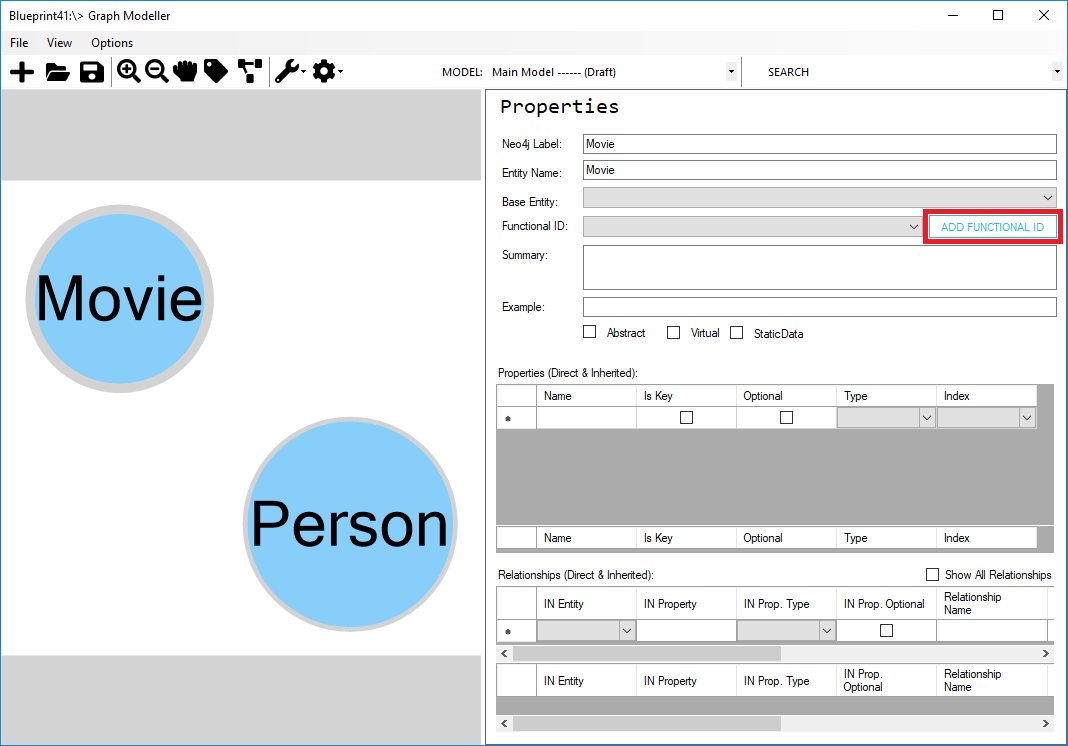 Blueprint41:\> Graph Modeller
File View Options
MODEL: Main Model ------ (Draft) SEARCH
Properties
Neo4j Label: Movie
Entity Name: Movie
Base Entity:
Functional ID: ADD FUNCTIONAL ID
Summary:
Example:
Abstract Virtual StaticData
Movie
Person
Properties (Direct & Inherited):
Name Is Key Optional Type Index
Name Is Key Optional Type Index
Relationships (Direct & Inherited): Show All Relationships
IN Entity IN Property IN Prop. Type IN Prop. Optional Relationship
Name
IN Entity IN Property IN Prop. Type IN Prop. Relationship
Optional Name